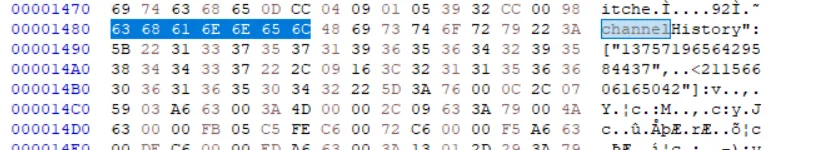 00001470 69 74 63 68 65 0D CC 04 09 01 05 39 32 CC 00 98 itche.Ì....92Ì.˜
00001480 63 68 61 6E 6E 65 6C 48 69 73 74 6F 72 79 22 3A channelHistory":
00001490 5B 22 31 33 37 35 37 31 39 36 35 36 34 32 39 35 ["13757196564295
000014A0 38 34 34 33 37 22 2C 09 16 3C 32 31 31 35 36 36 84437",..<211566
000014B0 30 36 31 36 35 30 34 32 22 5D 3A 76 00 0C 2C 07 06165042"]:v..,.
000014C0 59 03 A6 63 00 3A 4D 00 00 2C 09 63 3A 79 00 4A Y.¦c.:M..,.c:y.J
000014D0 63 00 00 FB 05 C5 FE C6 00 72 C6 00 00 F5 A6 63 c..û.ÅþÆ.rÆ..õ¦c